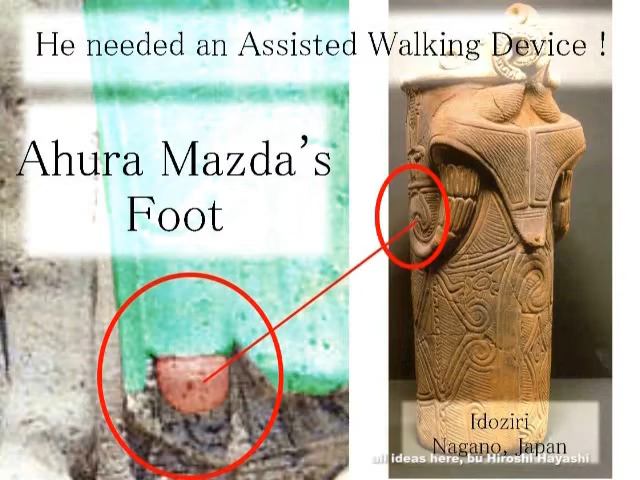 He needed an Assisted Walking Device !
Ahura Mazda's
Foot
Idoziri
Nagano, Japan
all ideas here, bu Hiroshi Hayashi